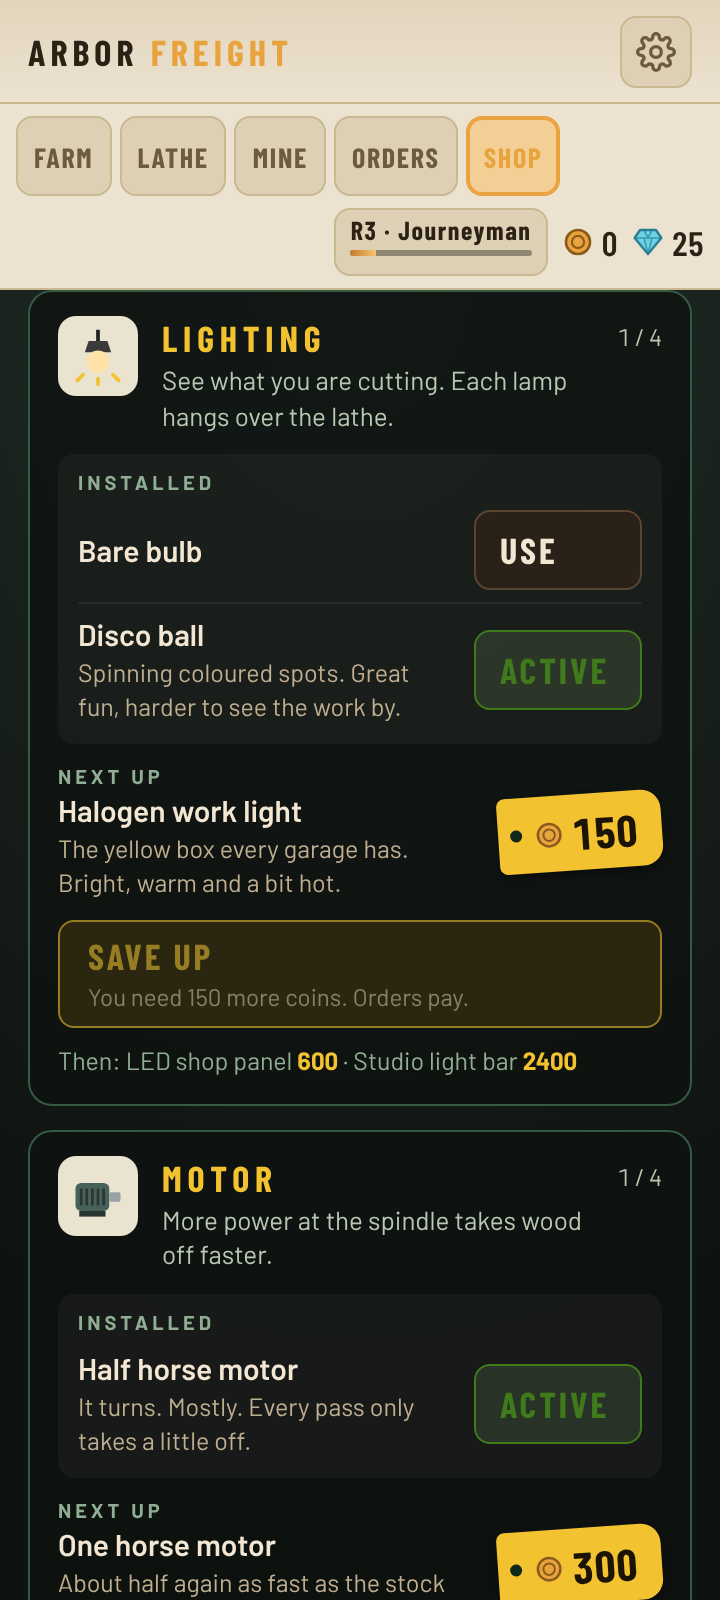 ARBOR FREIGHT
FARM LATHE MINE ORDERS SHOP
R3 · Journeyman 0 25
LIGHTING 1 / 4
See what you are cutting. Each lamp
hangs over the lathe.
INSTALLED
Bare bulb USE
Disco ball
Spinning coloured spots. Great
fun, harder to see the work by.
ACTIVE
NEXT UP
Halogen work light
The yellow box every garage has.
Bright, warm and a bit hot.
150
SAVE UP
You need 150 more coins. Orders pay.
Then: LED shop panel 600 · Studio light bar 2400
MOTOR 1 / 4
More power at the spindle takes wood
off faster.
INSTALLED
Half horse motor
It turns. Mostly. Every pass only
takes a little off.
ACTIVE
NEXT UP
One horse motor
About half again as fast as the stock
300